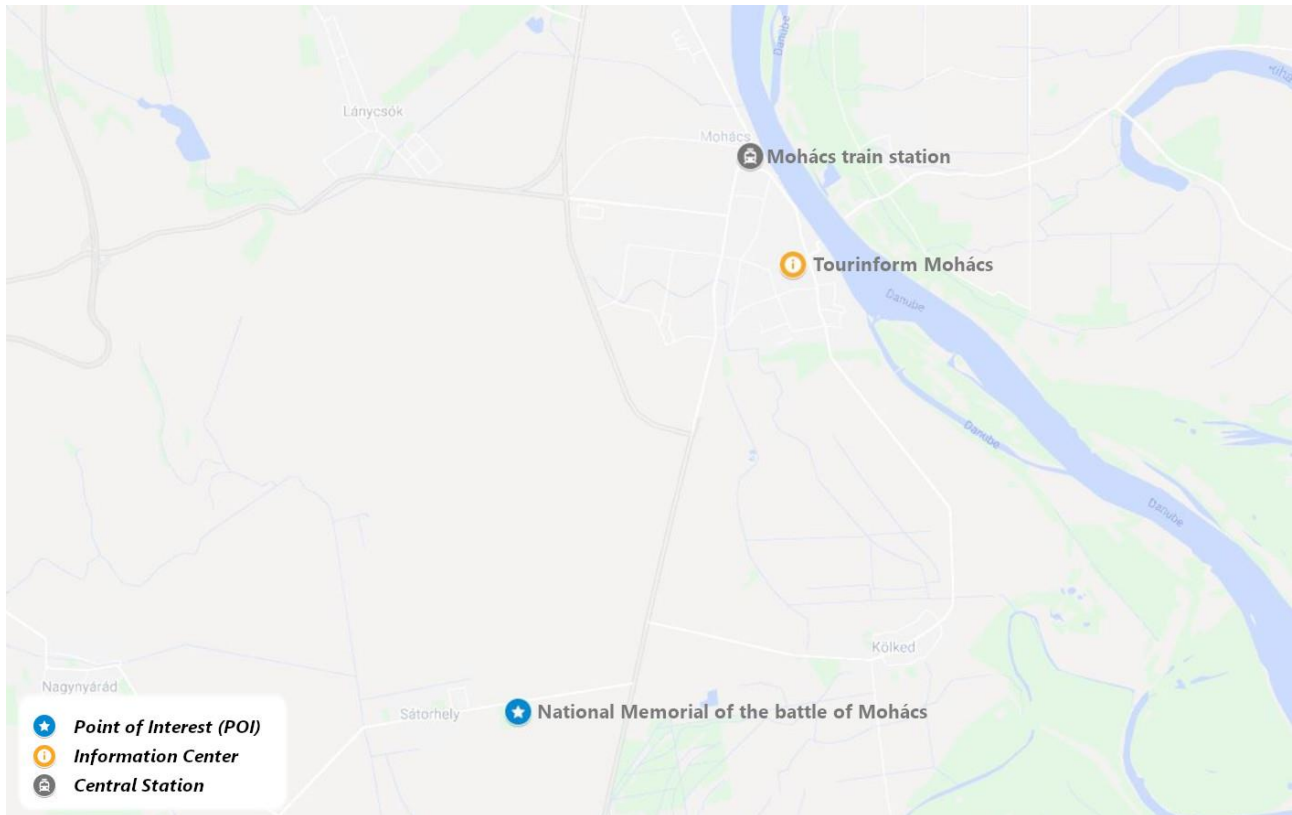 Danube
Lánycsók
Mohács
Mohács train station
Tourinform Mohács
Danube
Danube
Danube
Kölked
Nagynyárád
Sátorhely
National Memorial of the battle of Mohács
Point of Interest (POI)
Information Center
Central Station